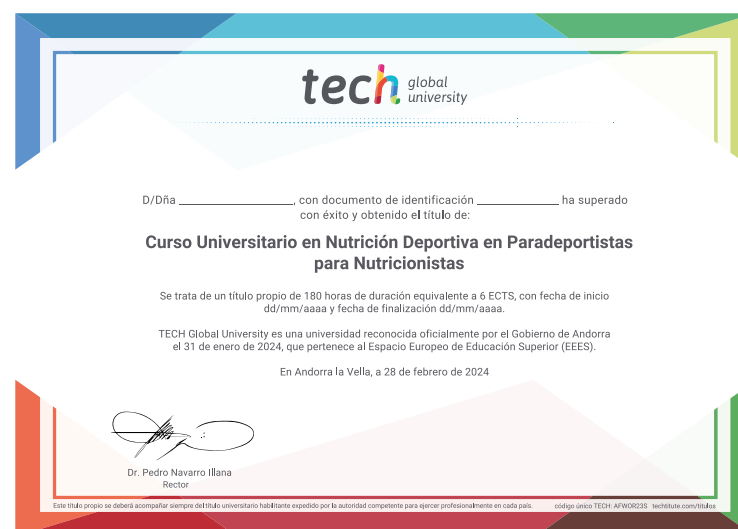 tech global university
D/Dña ____________________, con documento de identificación ______________ ha superado
con éxito y obtenido el título de:
Curso Universitario en Nutrición Deportiva en Paradeportistas
para Nutricionistas
Se trata de un título propio de 180 horas de duración equivalente a 6 ECTS, con fecha de inicio
dd/mm/aaaa y fecha de finalización dd/mm/aaaa.
TECH Global University es una universidad reconocida oficialmente por el Gobierno de Andorra
el 31 de enero de 2024, que pertenece al Espacio Europeo de Educación Superior (EEES).
En Andorra la Vella, a 28 de febrero de 2024
Dr. Pedro Navarro Illana
Rector
Este título propio se deberá acompañar siempre del título universitario habilitante expedido por la autoridad competente para ejercer profesionalmente en cada país. código único TECH: AFWOR23S techtitute.com/titulos